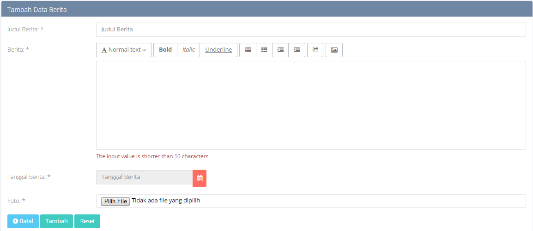 Tambah Data Berita
Judul Berita: *
Judul Berita
Berita: *
Normal text
Bold
Italic
Underline
The input value is shorter than 10 characters
Tanggal Berita: *
Tanggal Berita
Foto: *
Pilih File Tidak ada file yang dipilih
Batal
Tambah
Reset